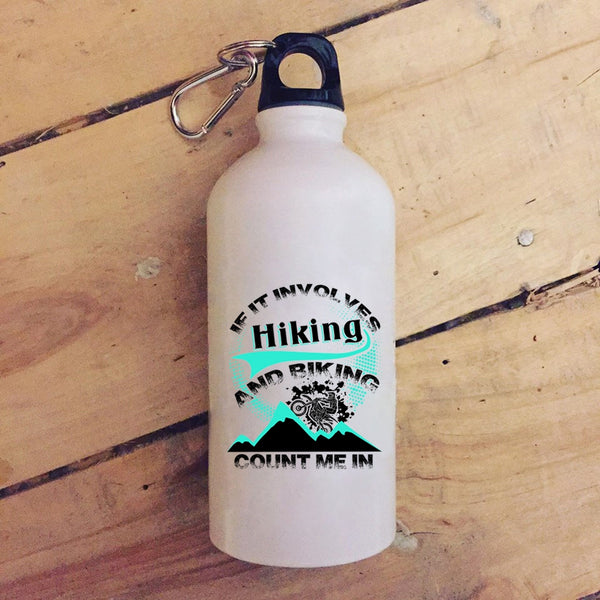 IF IT INVOLVES
Hiking
AND BIKING
COUNT ME IN